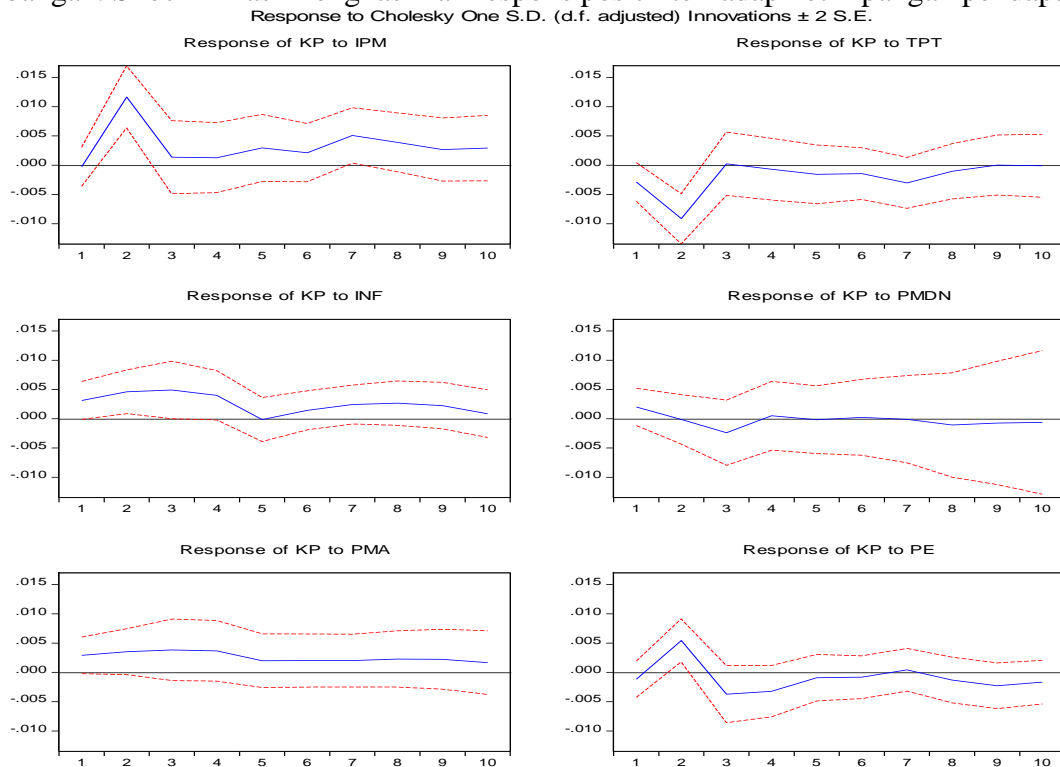 Response to Cholesky One S.D. (d.f. adjusted) Innovations ± 2 S.E.
Response of KP to IPM
.015
.010
.005
.000
-.005
-.010
1 2 3 4 5 6 7 8 9 10
Response of KP to TPT
.015
.010
.005
.000
-.005
-.010
1 2 3 4 5 6 7 8 9 10
Response of KP to INF
.015
.010
.005
.000
-.005
-.010
1 2 3 4 5 6 7 8 9 10
Response of KP to PMDN
.015
.010
.005
.000
-.005
-.010
1 2 3 4 5 6 7 8 9 10
Response of KP to PMA
.015
.010
.005
.000
-.005
-.010
1 2 3 4 5 6 7 8 9 10
Response of KP to PE
.015
.010
.005
.000
-.005
-.010
1 2 3 4 5 6 7 8 9 10